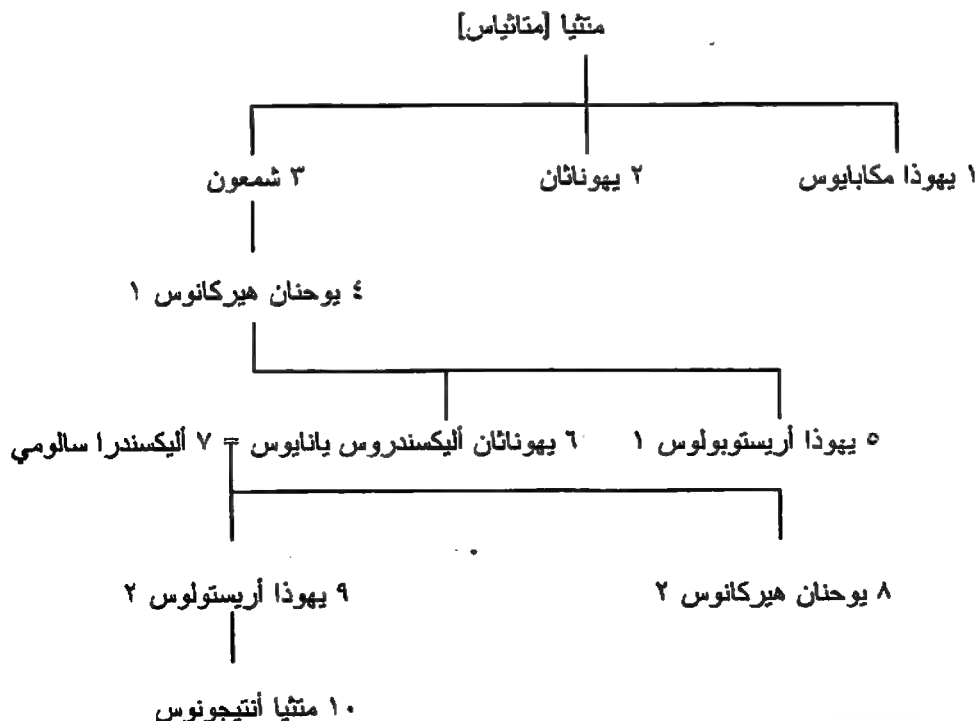 متثيا [متاثياس]
١ يهوذا مكابايوس ٢ يهوناثان ٣ شمعون
٤ يوحنان هيركانوس ١
٥ يهوذا أريستوبولوس ١ ٦ يهوناثان أليكسندروس يانايوس = ٧ أليكسندرا سالومي
٨ يوحنان هيركانوس ٢ ٩ يهوذا أريستولوس ٢
١٠ متثيا أنتيجونوس